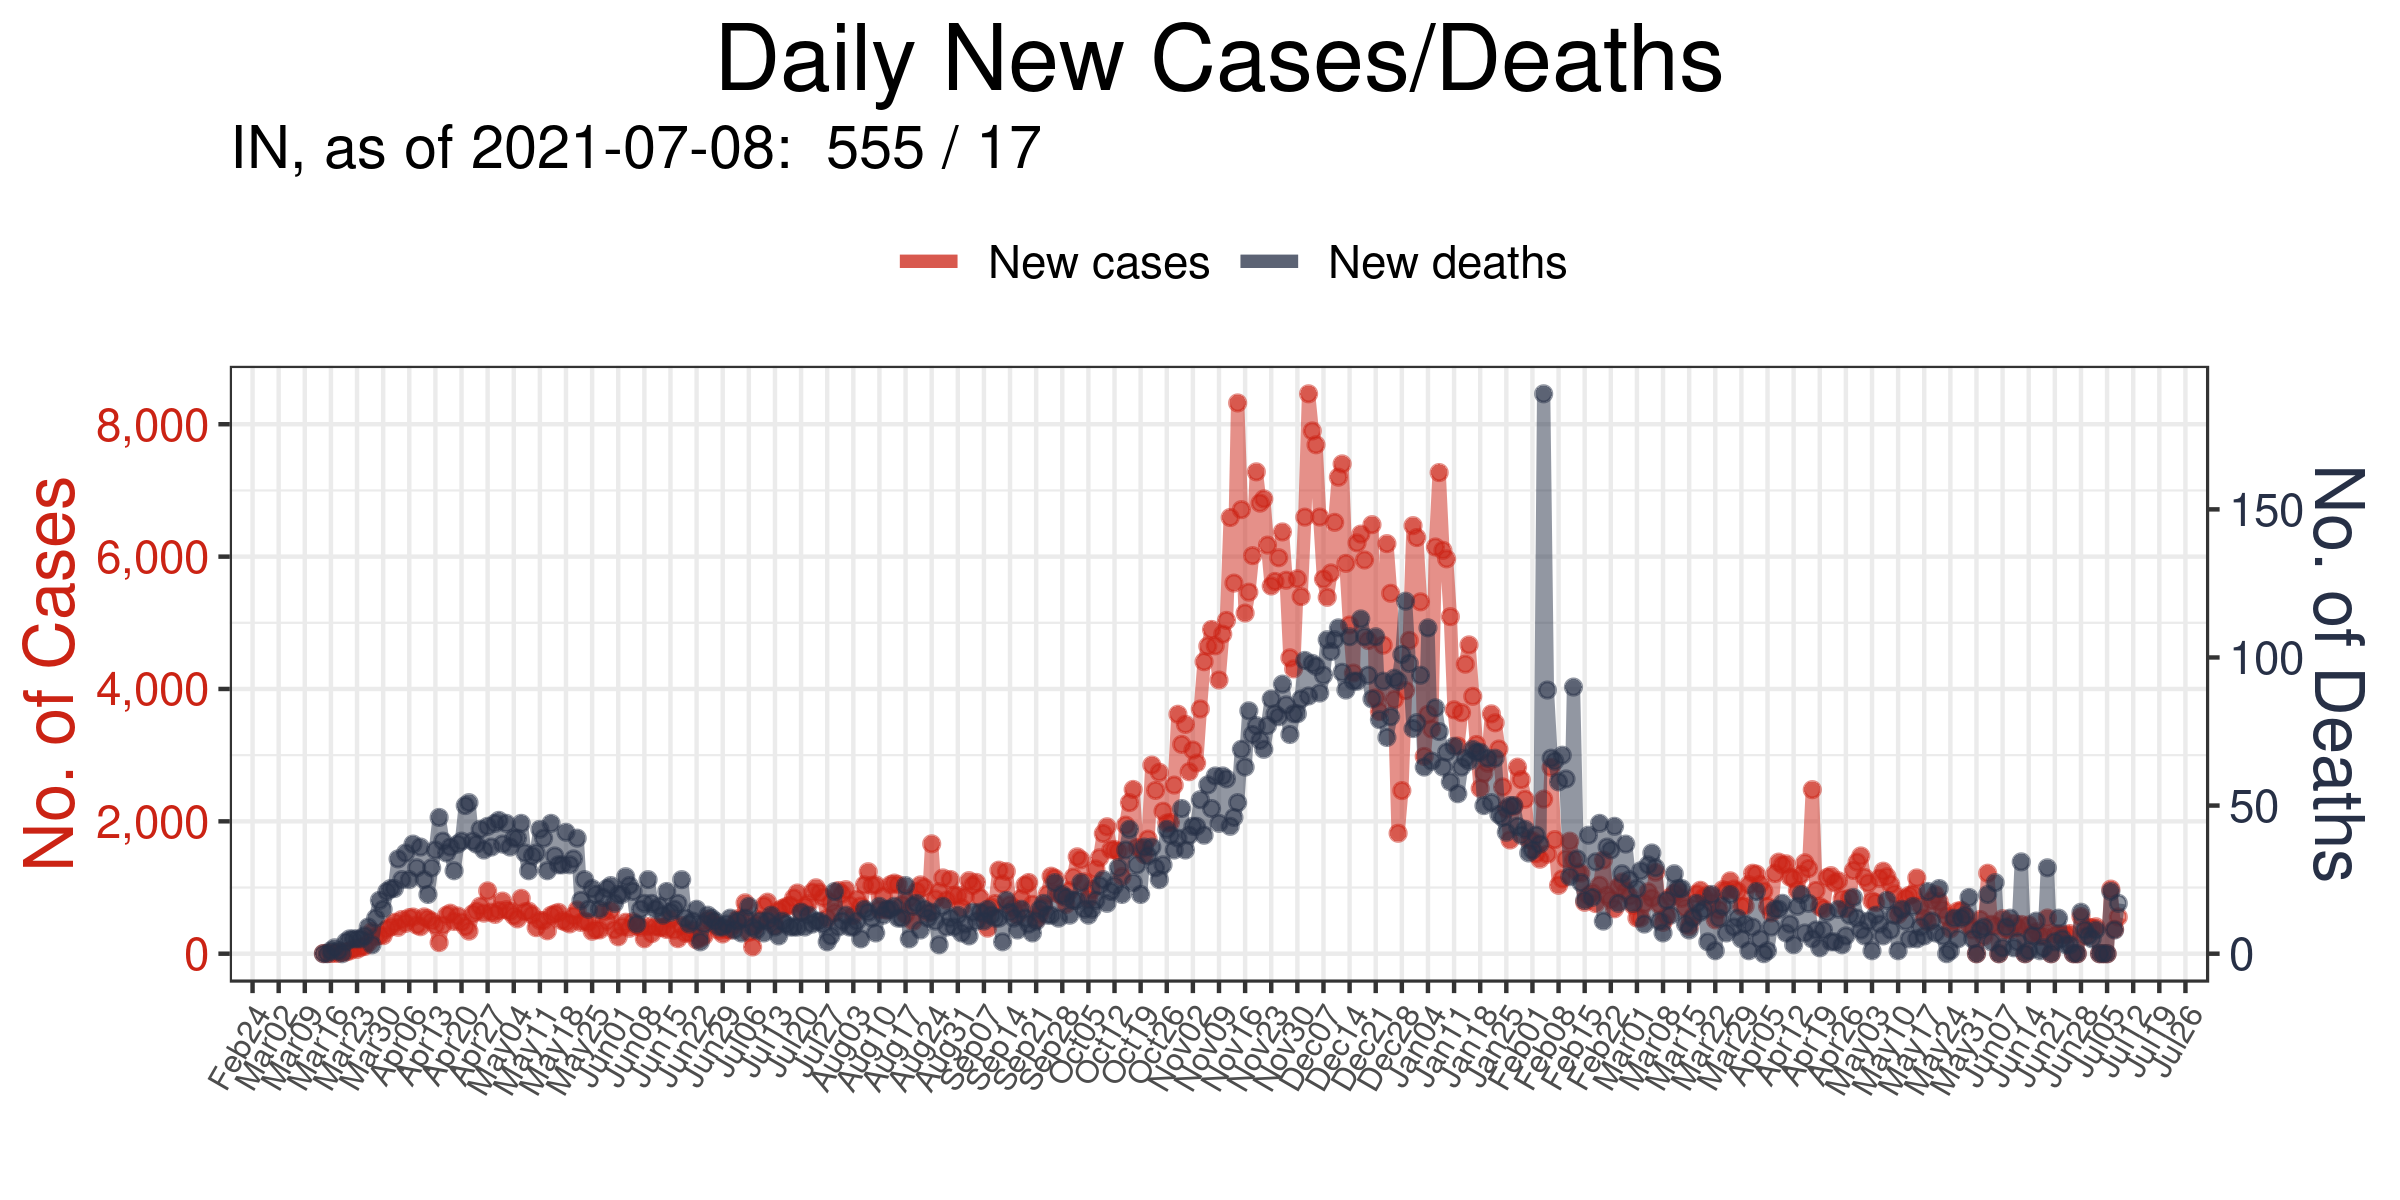 Daily New Cases/Deaths
IN, as of 2021-07-08:  555 / 17
New cases
New deaths
No. of Cases
8,000
6,000
4,000
2,000
0
No. of Deaths
150
100
50
0
Feb24
Mar02
Mar09
Mar16
Mar23
Mar30
Apr06
Apr13
Apr20
Apr27
May04
May11
May18
May25
Jun01
Jun08
Jun15
Jun22
Jun29
Jul06
Jul13
Jul20
Jul27
Aug03
Aug10
Aug17
Aug24
Aug31
Sep07
Sep14
Sep21
Sep28
Oct05
Oct12
Oct19
Oct26
Nov02
Nov09
Nov16
Nov23
Nov30
Dec07
Dec14
Dec21
Dec28
Jan04
Jan11
Jan18
Jan25
Feb01
Feb08
Feb15
Feb22
Mar01
Mar08
Mar15
Mar22
Mar29
Apr05
Apr12
Apr19
Apr26
May03
May10
May17
May24
May31
Jun07
Jun14
Jun21
Jun28
Jul05
Jul12
Jul19
Jul26